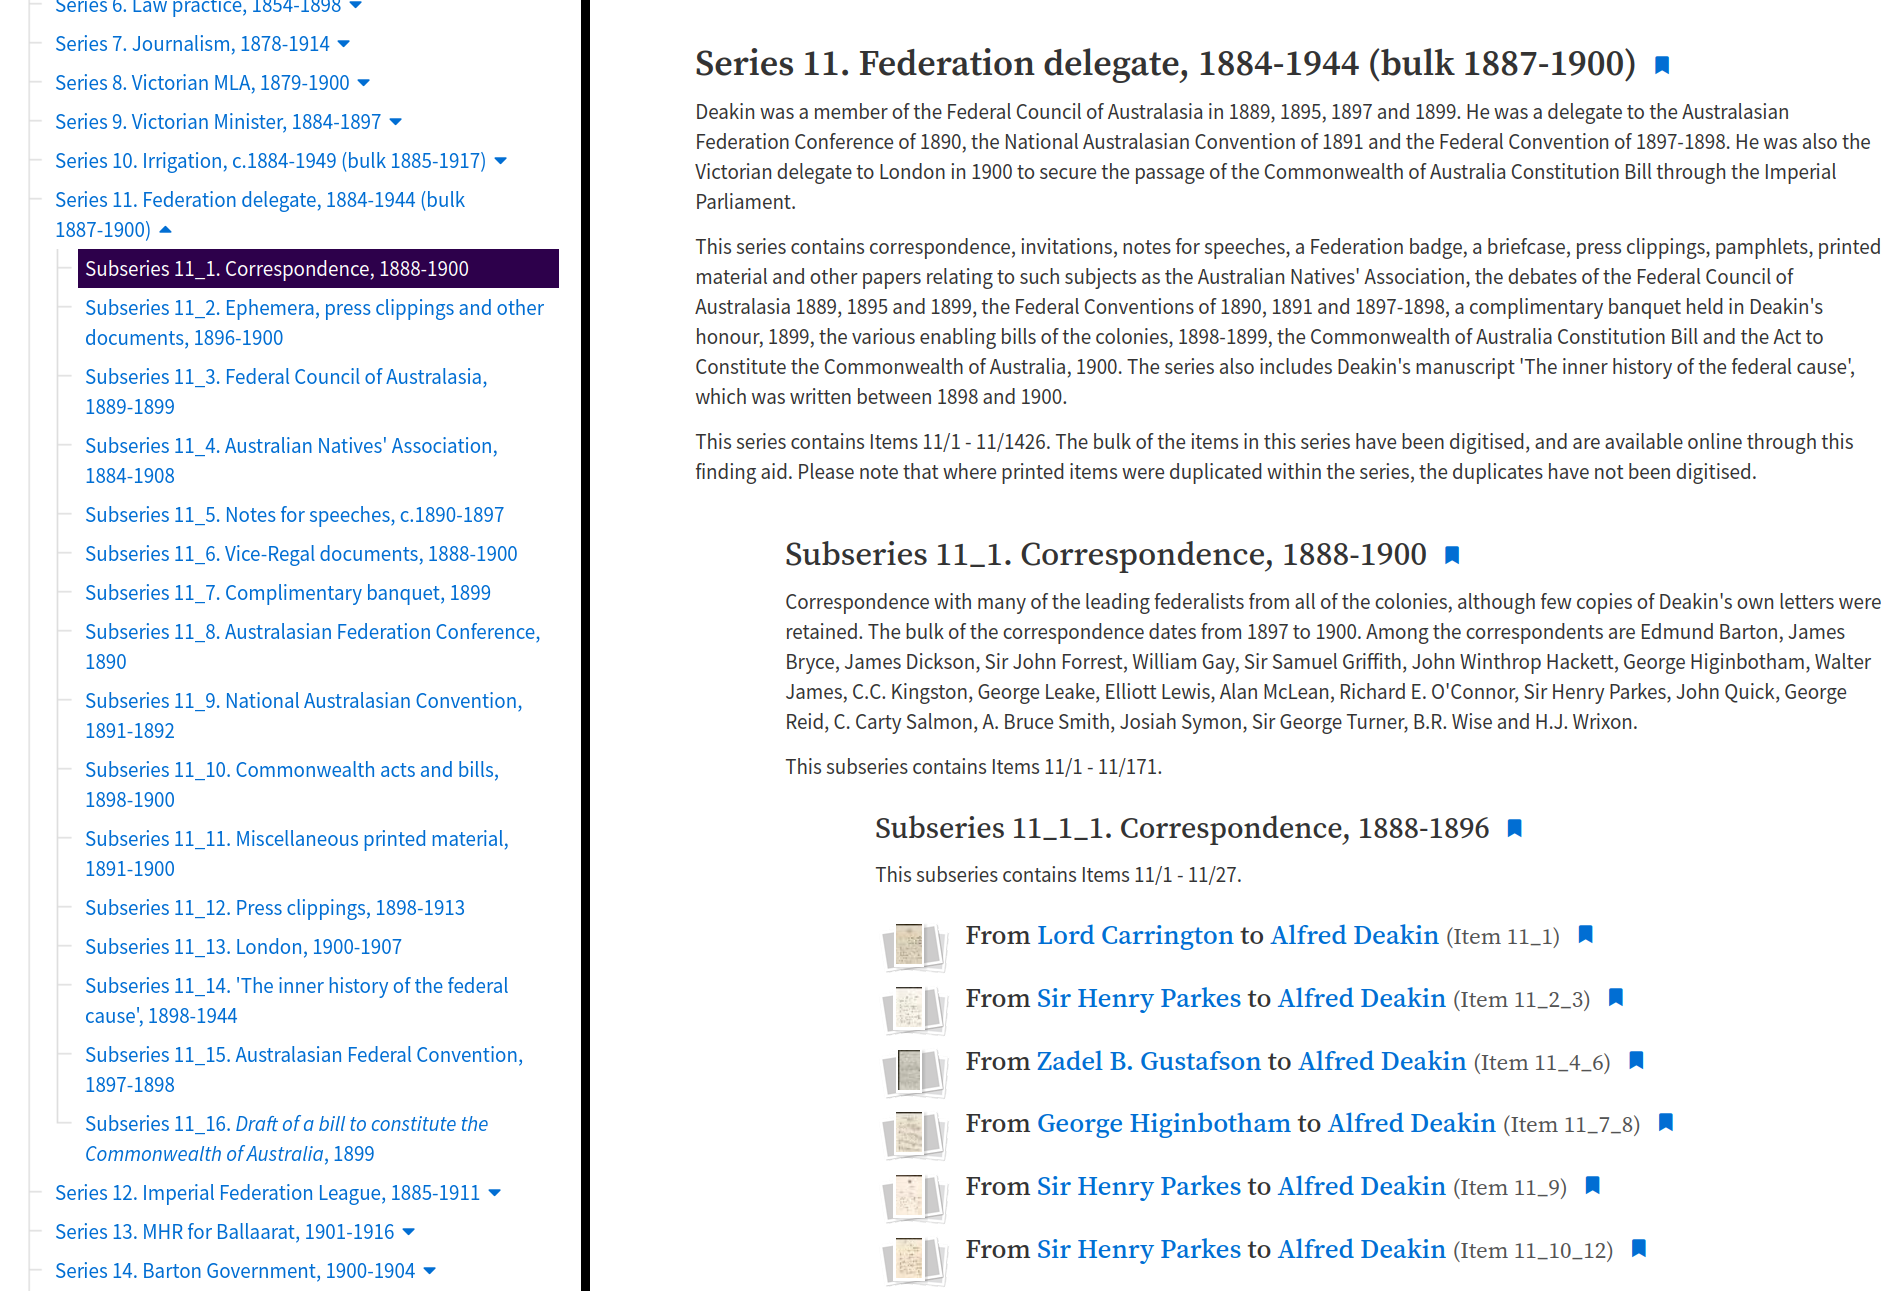 Series 6. Law practice, 1854-1898
Series 7. Journalism, 1878-1914
Series 8. Victorian MLA, 1879-1900
Series 9. Victorian Minister, 1884-1897
Series 10. Irrigation, c.1884-1949 (bulk 1885-1917)
Series 11. Federation delegate, 1884-1944 (bulk
1887-1900)
Subseries 11_1. Correspondence, 1888-1900
Subseries 11_2. Ephemera, press clippings and other
documents, 1896-1900
Subseries 11_3. Federal Council of Australasia,
1889-1899
Subseries 11_4. Australian Natives' Association,
1884-1908
Subseries 11_5. Notes for speeches, c.1890-1897
Subseries 11_6. Vice-Regal documents, 1888-1900
Subseries 11_7. Complimentary banquet, 1899
Subseries 11_8. Australasian Federation Conference,
1890
Subseries 11_9. National Australasian Convention,
1891-1892
Subseries 11_10. Commonwealth acts and bills,
1898-1900
Subseries 11_11. Miscellaneous printed material,
1891-1900
Subseries 11_12. Press clippings, 1898-1913
Subseries 11_13. London, 1900-1907
Subseries 11_14. 'The inner history of the federal
cause', 1898-1944
Subseries 11_15. Australasian Federal Convention,
1897-1898
Subseries 11_16. Draft of a bill to constitute the
Commonwealth of Australia, 1899
Series 12. Imperial Federation League, 1885-1911
Series 13. MHR for Ballaarat, 1901-1916
Series 14. Barton Government, 1900-1904
Series 11. Federation delegate, 1884-1944 (bulk 1887-1900)
Deakin was a member of the Federal Council of Australasia in 1889, 1895, 1897 and 1899. He was a delegate to the Australasian
Federation Conference of 1890, the National Australasian Convention of 1891 and the Federal Convention of 1897-1898. He was also the
Victorian delegate to London in 1900 to secure the passage of the Commonwealth of Australia Constitution Bill through the Imperial
Parliament.
This series contains correspondence, invitations, notes for speeches, a Federation badge, a briefcase, press clippings, pamphlets, printed
material and other papers relating to such subjects as the Australian Natives' Association, the debates of the Federal Council of
Australasia 1889, 1895 and 1899, the Federal Conventions of 1890, 1891 and 1897-1898, a complimentary banquet held in Deakin's
honour, 1899, the various enabling bills of the colonies, 1898-1899, the Commonwealth of Australia Constitution Bill and the Act to
Constitute the Commonwealth of Australia, 1900. The series also includes Deakin's manuscript 'The inner history of the federal cause',
which was written between 1898 and 1900.
This series contains Items 11/1 - 11/1426. The bulk of the items in this series have been digitised, and are available online through this
finding aid. Please note that where printed items were duplicated within the series, the duplicates have not been digitised.
Subseries 11_1. Correspondence, 1888-1900
Correspondence with many of the leading federalists from all of the colonies, although few copies of Deakin's own letters were
retained. The bulk of the correspondence dates from 1897 to 1900. Among the correspondents are Edmund Barton, James
Bryce, James Dickson, Sir John Forrest, William Gay, Sir Samuel Griffith, John Winthrop Hackett, George Higinbotham, Walter
James, C.C. Kingston, George Leake, Elliott Lewis, Alan McLean, Richard E. O'Connor, Sir Henry Parkes, John Quick, George
Reid, C. Carty Salmon, A. Bruce Smith, Josiah Symon, Sir George Turner, B.R. Wise and H.J. Wrixon.
This subseries contains Items 11/1 - 11/171.
Subseries 11_1_1. Correspondence, 1888-1896
This subseries contains Items 11/1 - 11/27.
From Lord Carrington to Alfred Deakin (Item 11_1)
From Sir Henry Parkes to Alfred Deakin (Item 11_2_3)
From Zadel B. Gustafson to Alfred Deakin (Item 11_4_6)
From George Higinbotham to Alfred Deakin (Item 11_7_8)
From Sir Henry Parkes to Alfred Deakin (Item 11_9)
From Sir Henry Parkes to Alfred Deakin (Item 11_10_12)